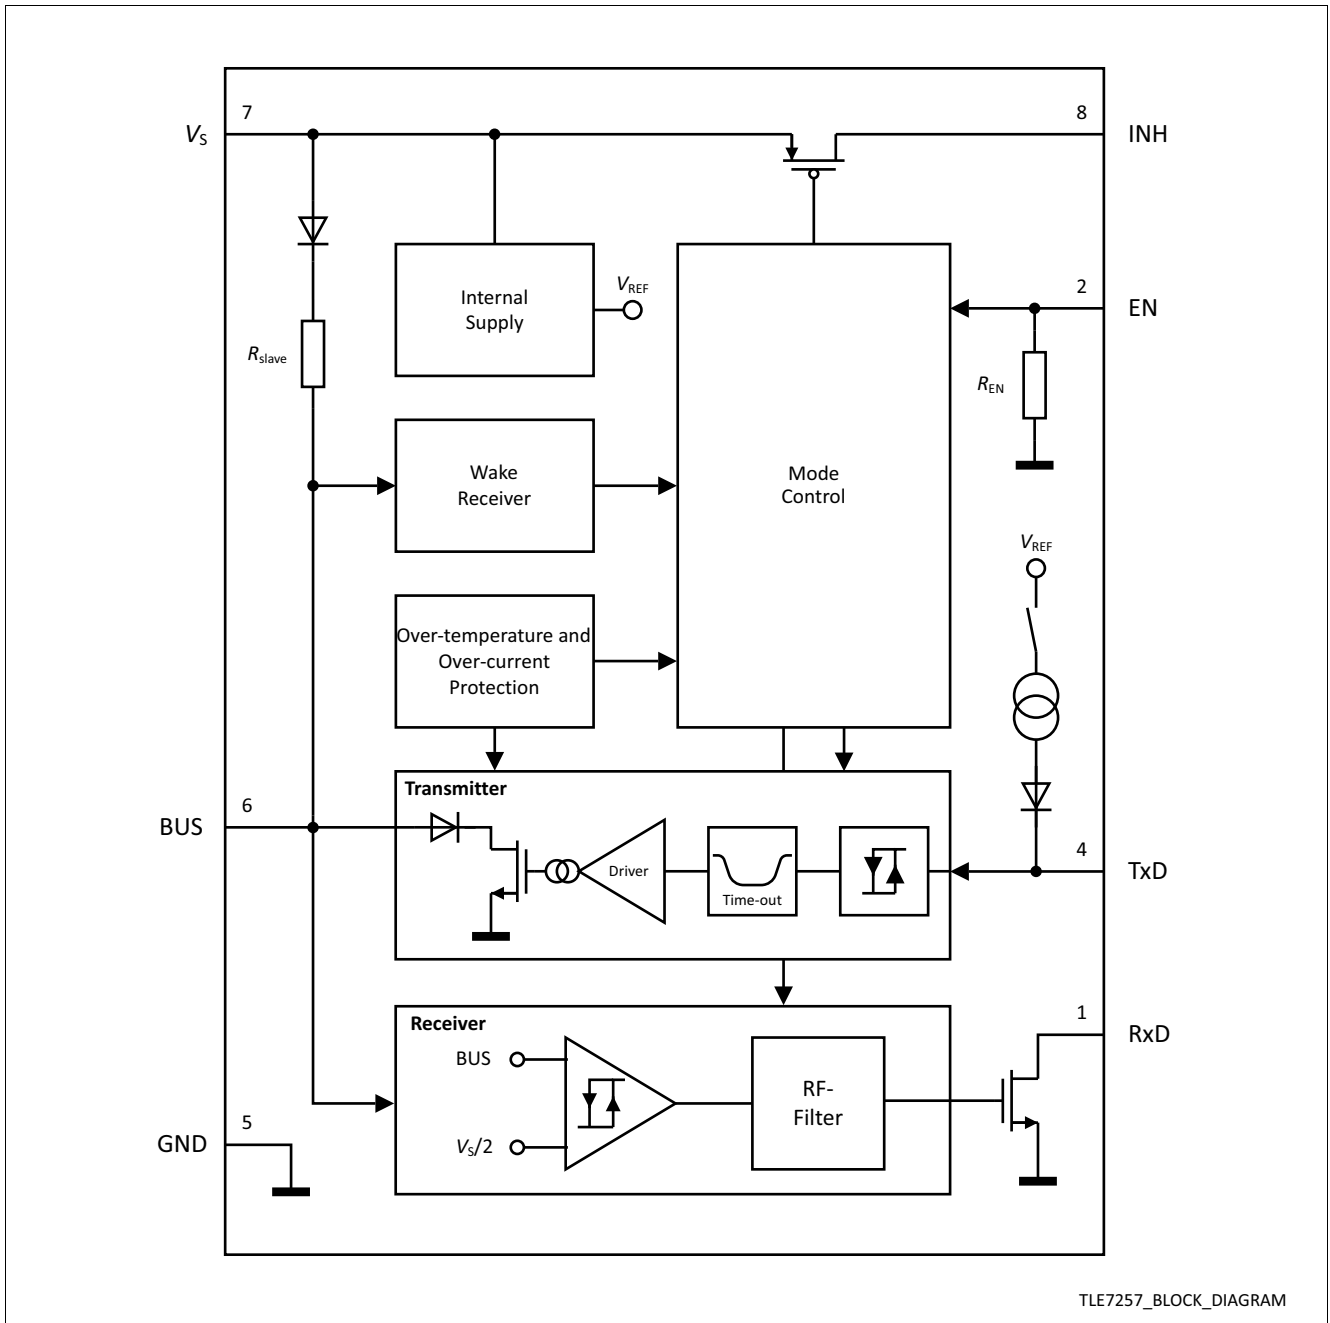 7
8
VS
INH
VREF
2
EN
Internal
Supply
Rslave
REN
Wake
Receiver
Mode
Control
VREF
Over-temperature and
Over-current
Protection
Transmitter
6
BUS
4
TxD
Driver
Time-out
1
RxD
Receiver
BUS
RF-
Filter
5
GND
VS/2
TLE7257_BLOCK_DIAGRAM